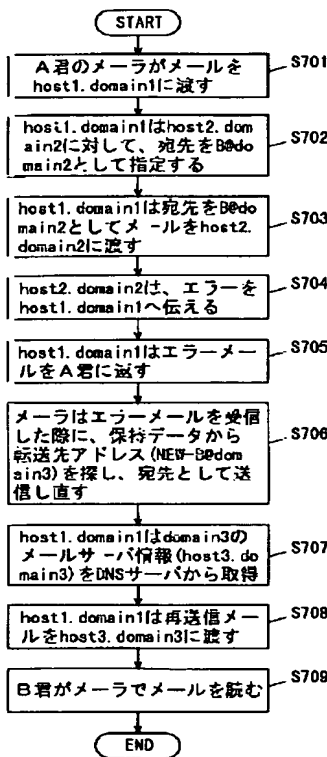 START
A君のメーラがメールを
host1.domain1に渡す
S701
host1.domain1はhost2.dom
ain2に対して、宛先をB@do
main2として指定する
S702
host1.domain1は宛先をB@do
main2としてメールをhost2.
domain2に渡す
S703
host2.domain2は、エラーを
host1.domain1へ伝える
S704
host1.domain1はエラーメー
ルをA君に返す
S705
メーラはエラーメールを受信
した際に、保持データから
転送先アドレス(NEW-B@dom
ain3)を探し、宛先として送
信し直す
S706
host1.domain1はdomain3の
メールサーバ情報(host3.do
main3)をDNSサーバから取得
S707
host1.domain1は再送信メー
ルをhost3.domain3に渡す
S708
B君がメーラでメールを読む
S709
END